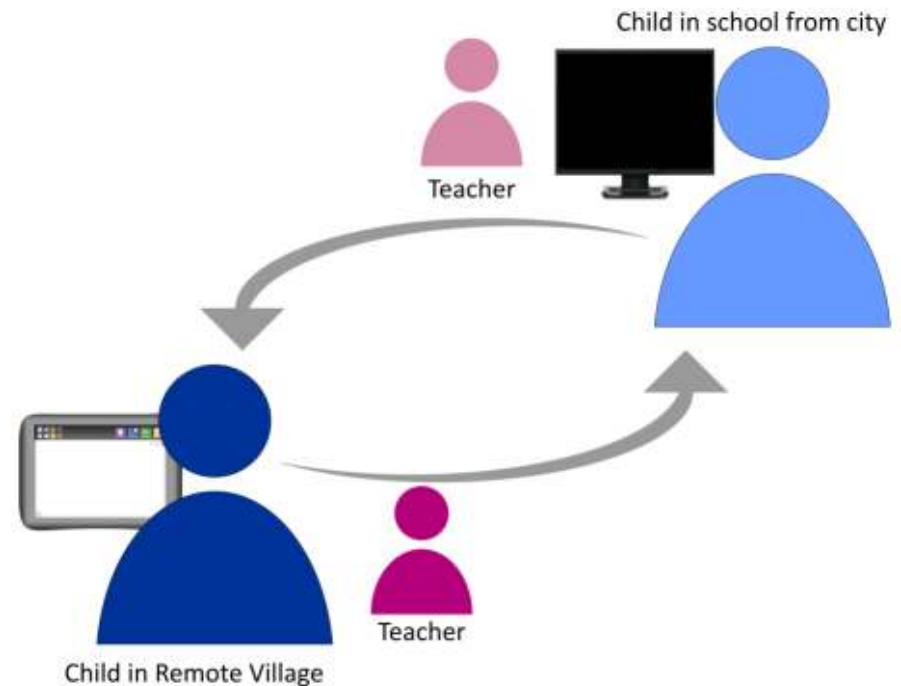 Child in school from city
Teacher
Teacher
Child in Remote Village